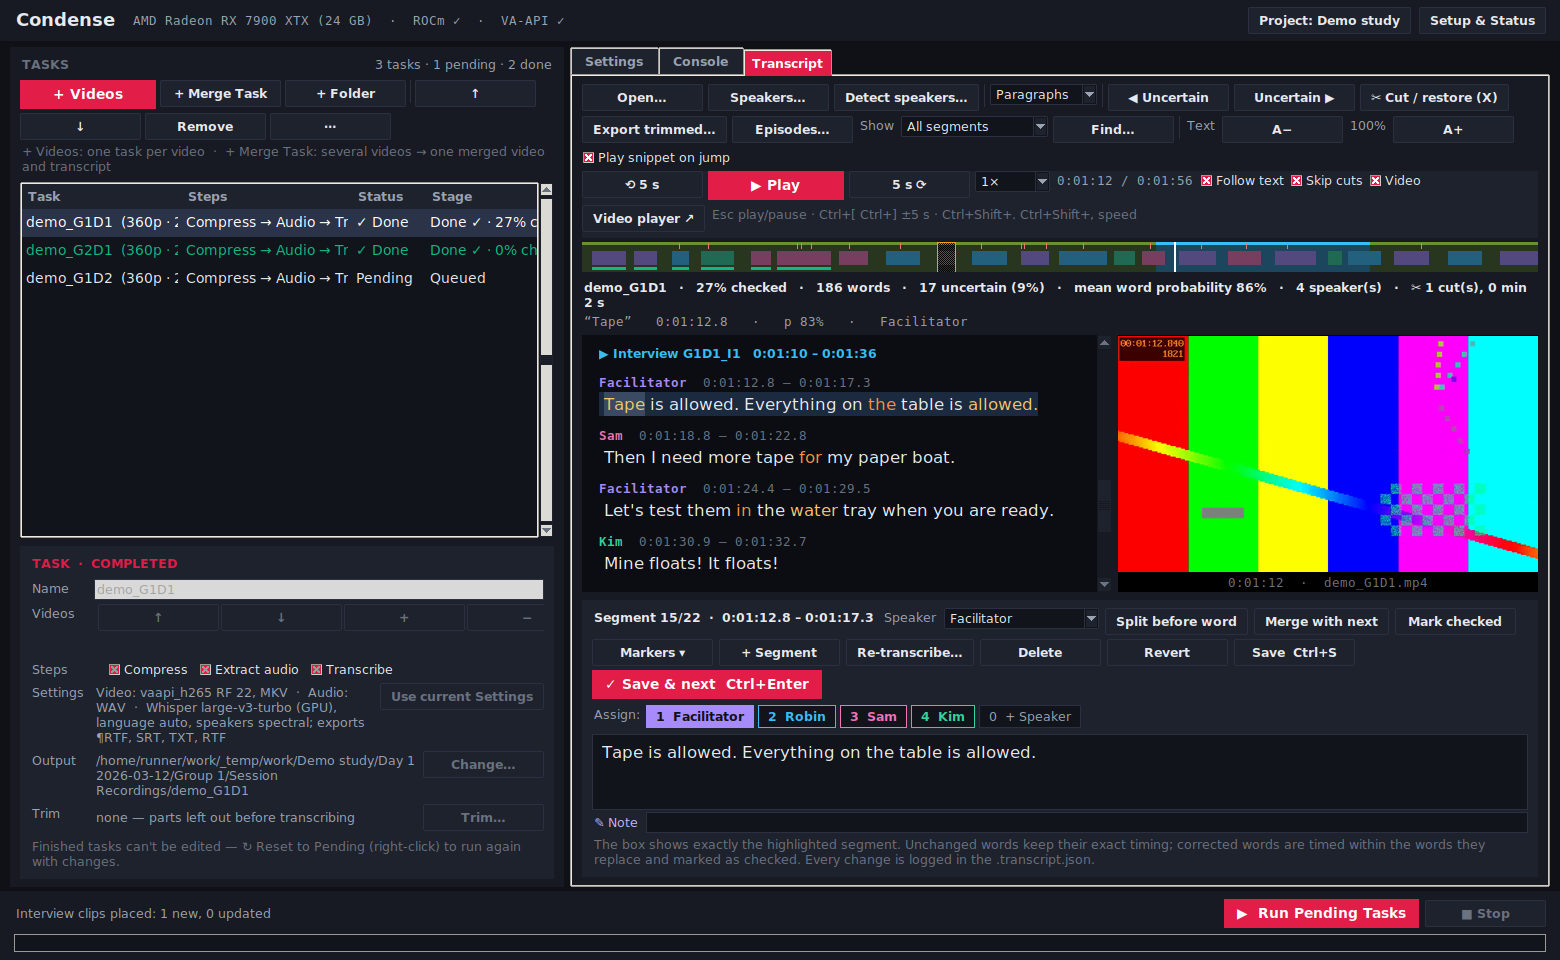 Condense AMD Radeon RX 7900 XTX (24 GB) · ROCm ✓ · VA-API ✓ Project: Demo study Setup & Status
TASKS 3 tasks · 1 pending · 2 done
+ Videos + Merge Task + Folder ↑
↓ Remove ···
+ Videos: one task per video · + Merge Task: several videos → one merged video
and transcript
Task Steps Status Stage
demo_G1D1 (360p · 2 Compress → Audio → Tr ✓ Done Done ✓ · 27% c
demo_G2D1 (360p · 2 Compress → Audio → Tr ✓ Done Done ✓ · 0% ch
demo_G1D2 (360p · 2 Compress → Audio → Tr Pending Queued
TASK · COMPLETED
Name demo_G1D1
Videos ↑ ↓ + −
Steps Compress Extract audio Transcribe
Settings Video: vaapi_h265 RF 22, MKV · Audio:
WAV · Whisper large-v3-turbo (GPU),
language auto, speakers spectral; exports
¶RTF, SRT, TXT, RTF
Use current Settings
Output /home/runner/work/_temp/work/Demo study/Day 1
2026-03-12/Group 1/Session
Recordings/demo_G1D1
Change…
Trim none — parts left out before transcribing Trim…
Finished tasks can't be edited — ↻ Reset to Pending (right-click) to run again
with changes.
Settings Console Transcript
Open… Speakers… Detect speakers… Paragraphs ◀ Uncertain Uncertain ▶ ✂ Cut / restore (X)
Export trimmed… Episodes… Show All segments Find… Text A− 100% A+
Play snippet on jump
⟲ 5 s ▶ Play 5 s ⟳ 1× 0:01:12 / 0:01:56 Follow text Skip cuts Video
Video player ↗ Esc play/pause · Ctrl+[ Ctrl+] ±5 s · Ctrl+Shift+. Ctrl+Shift+, speed
demo_G1D1 · 27% checked · 186 words · 17 uncertain (9%) · mean word probability 86% · 4 speaker(s) · ✂ 1 cut(s), 0 min
2 s
“Tape” 0:01:12.8 · p 83% · Facilitator
▶ Interview G1D1_I1 0:01:10 – 0:01:36
Facilitator 0:01:12.8 – 0:01:17.3
Tape is allowed. Everything on the table is allowed.
Sam 0:01:18.8 – 0:01:22.8
Then I need more tape for my paper boat.
Facilitator 0:01:24.4 – 0:01:29.5
Let's test them in the water tray when you are ready.
Kim 0:01:30.9 – 0:01:32.7
Mine floats! It floats!
00:01:12.840
1821
0:01:12 · demo_G1D1.mp4
Segment 15/22 · 0:01:12.8 – 0:01:17.3 Speaker Facilitator Split before word Merge with next Mark checked
Markers ▾ + Segment Re-transcribe… Delete Revert Save Ctrl+S
✓ Save & next Ctrl+Enter
Assign: 1 Facilitator 2 Robin 3 Sam 4 Kim 0 + Speaker
Tape is allowed. Everything on the table is allowed.
✎ Note
The box shows exactly the highlighted segment. Unchanged words keep their exact timing; corrected words are timed within the words they
replace and marked as checked. Every change is logged in the .transcript.json.
Interview clips placed: 1 new, 0 updated ▶ Run Pending Tasks ■ Stop